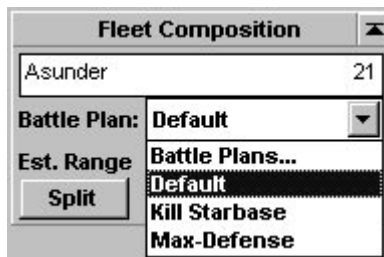 Fleet Composition
Asunder 21
Battle Plan: Default
Est. Range Battle Plans...
Default
Split Kill Starbase
Max-Defense